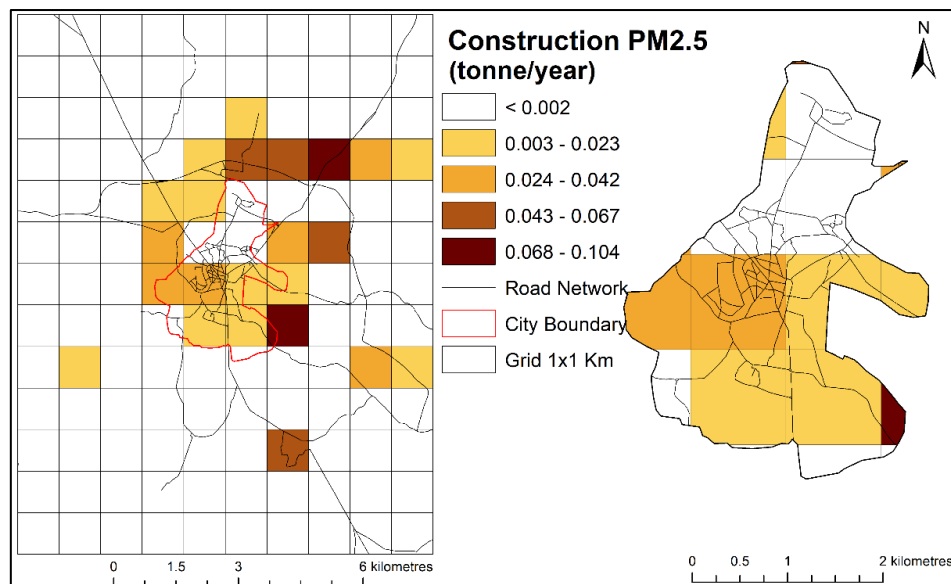 Construction PM2.5
(tonne/year)
< 0.002
0.003 - 0.023
0.024 - 0.042
0.043 - 0.067
0.068 - 0.104
Road Network
City Boundary
Grid 1x1 Km
N
0 1.5 3 6 kilometres
0 0.5 1 2 kilometres